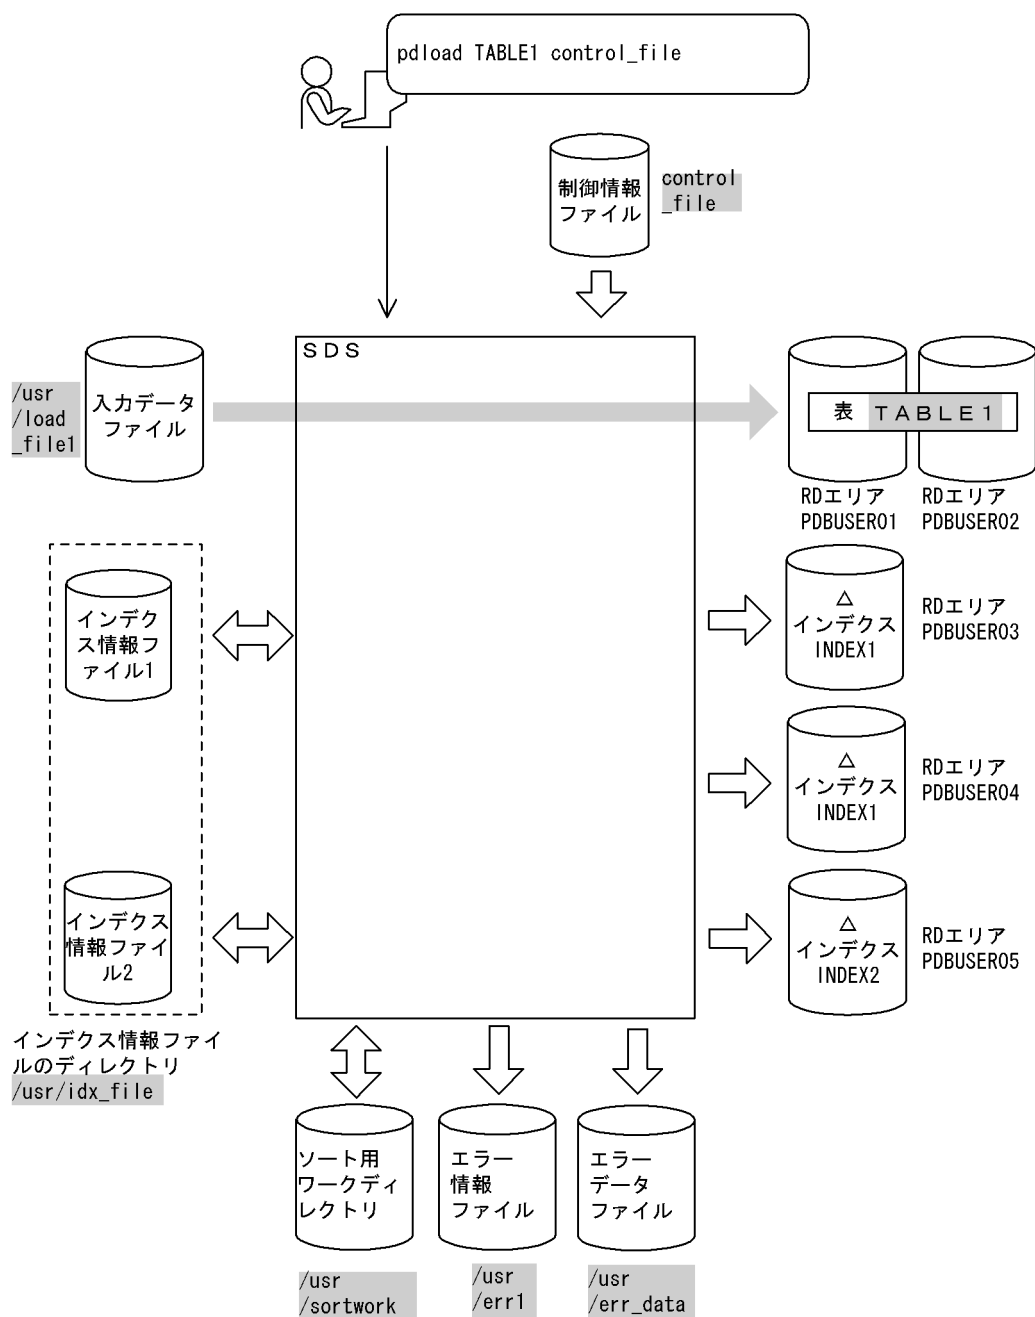 pdload TABLE1 control_file
制御情報
ファイル
control
_file
SDS
/usr
/load
_file1
入力データ
ファイル
表 TABLE1
RDエリア
PDBUSER01
RDエリア
PDBUSER02
インデク
ス情報フ
ァイル1
△
インデクス
INDEX1
RDエリア
PDBUSER03
△
インデクス
INDEX1
RDエリア
PDBUSER04
インデクス
情報ファイ
ル2
△
インデクス
INDEX2
RDエリア
PDBUSER05
インデクス情報ファイ
ルのディレクトリ
/usr/idx_file
ソート用
ワークディ
レクトリ
エラー
情報
ファイル
エラー
データ
ファイル
/usr
/sortwork
/usr
/err1
/usr
/err_data